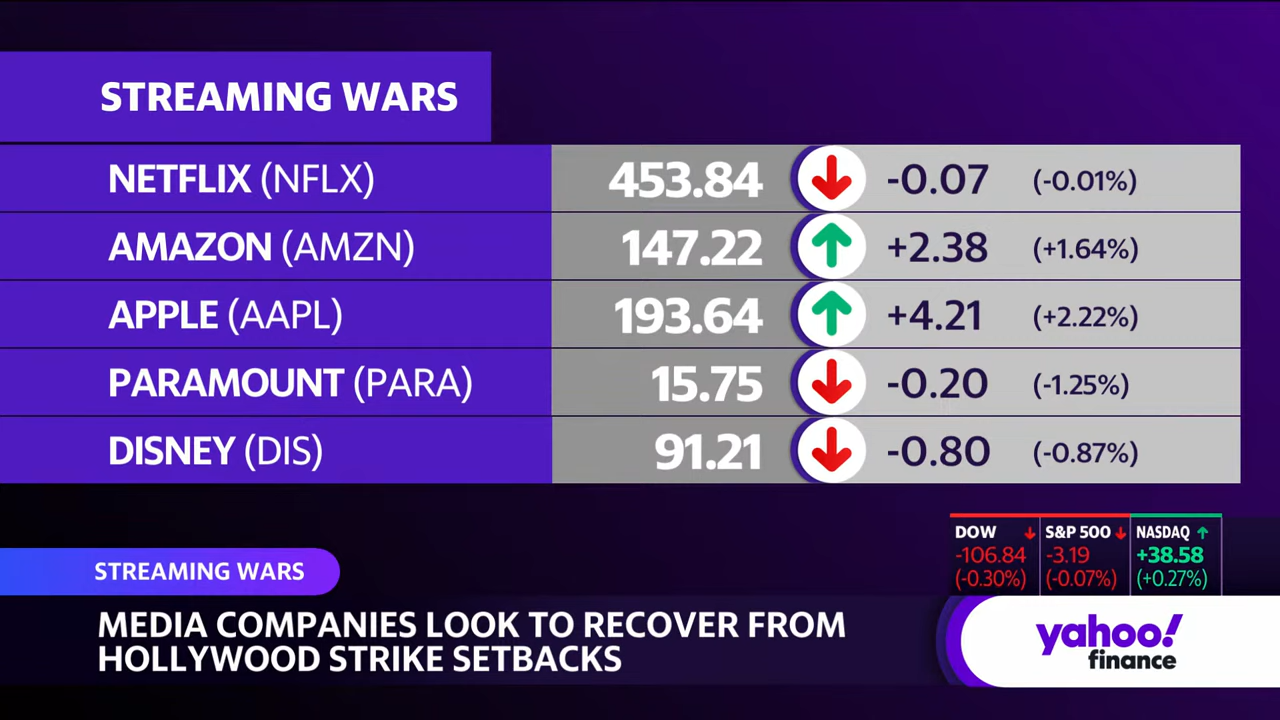 STREAMING WARS
NETFLIX (NFLX) 453.84 -0.07 (-0.01%)
AMAZON (AMZN) 147.22 +2.38 (+1.64%)
APPLE (AAPL) 193.64 +4.21 (+2.22%)
PARAMOUNT (PARA) 15.75 -0.20 (-1.25%)
DISNEY (DIS) 91.21 -0.80 (-0.87%)
DOW S&P 500 NASDAQ
-106.84 -3.19 +38.58
(-0.30%) (-0.07%) (+0.27%)
STREAMING WARS
MEDIA COMPANIES LOOK TO RECOVER FROM
HOLLYWOOD STRIKE SETBACKS
yahoo!
finance